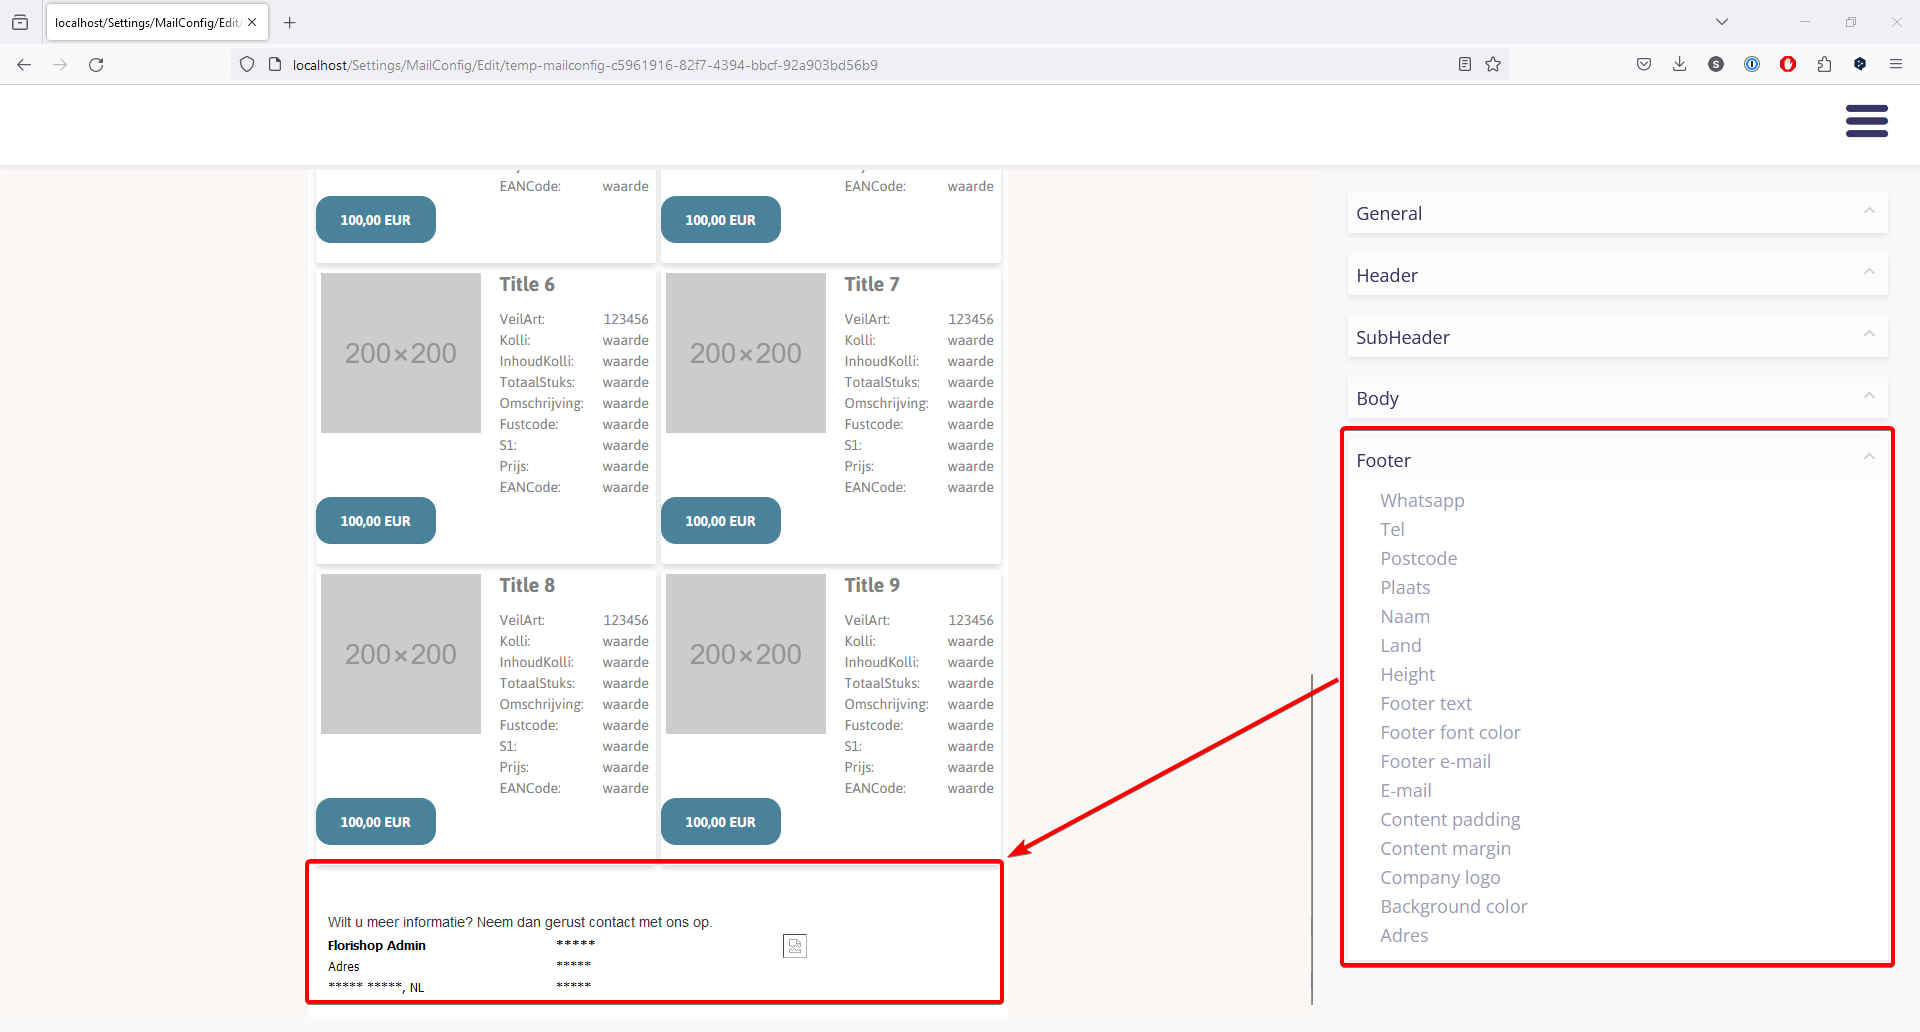 localhost/Settings/MailConfig/Edit/
localhost/Settings/MailConfig/Edit/temp-mailconfig-c5961916-82f7-4394-bbcf-92a903bd56b9
EANCode: waarde
100,00 EUR
EANCode: waarde
100,00 EUR
200×200
Title 6
VeilArt: 123456
Kolli: waarde
InhoudKolli: waarde
TotaalStuks: waarde
Omschrijving: waarde
Fustcode: waarde
S1: waarde
Prijs: waarde
EANCode: waarde
100,00 EUR
200×200
Title 7
VeilArt: 123456
Kolli: waarde
InhoudKolli: waarde
TotaalStuks: waarde
Omschrijving: waarde
Fustcode: waarde
S1: waarde
Prijs: waarde
EANCode: waarde
100,00 EUR
200×200
Title 8
VeilArt: 123456
Kolli: waarde
InhoudKolli: waarde
TotaalStuks: waarde
Omschrijving: waarde
Fustcode: waarde
S1: waarde
Prijs: waarde
EANCode: waarde
100,00 EUR
200×200
Title 9
VeilArt: 123456
Kolli: waarde
InhoudKolli: waarde
TotaalStuks: waarde
Omschrijving: waarde
Fustcode: waarde
S1: waarde
Prijs: waarde
EANCode: waarde
100,00 EUR
Wilt u meer informatie? Neem dan gerust contact met ons op.
Florishop Admin *****
Adres *****
***** *****, NL *****
General
Header
SubHeader
Body
Footer
Whatsapp
Tel
Postcode
Plaats
Naam
Land
Height
Footer text
Footer font color
Footer e-mail
E-mail
Content padding
Content margin
Company logo
Background color
Adres